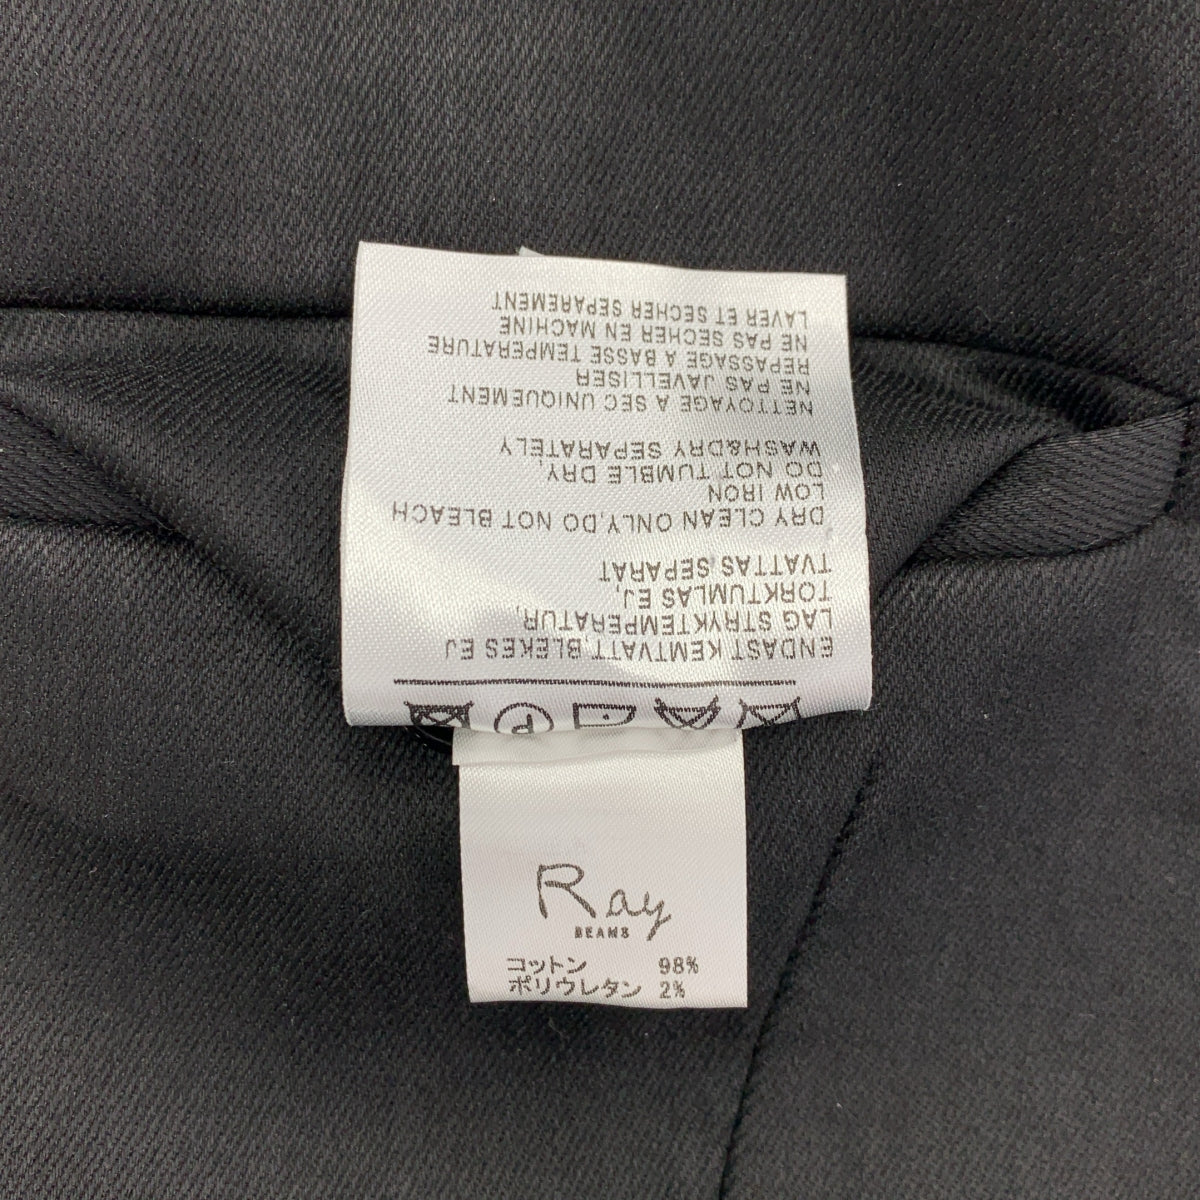 ENDAST KEMTVATT BLEKES EJ
LAG STRYKTEMPERATUR,
TORKTUMLAS EJ,
TVATTAS SEPARAT
DRY CLEAN ONLY,DO NOT BLEACH
LOW IRON
DO NOT TUMBLE DRY,
WASH&DRY SEPARATELY
NETTOYAGE A SEC UNIQUEMENT
NE PAS JAVELLISER
REPASSAGE A BASSE TEMPERATURE
NE PAS SECHER EN MACHINE
LAVER ET SECHER SEPAREMENT
P
Ray
BEAMS
コットン 98%
ポリウレタン 2%